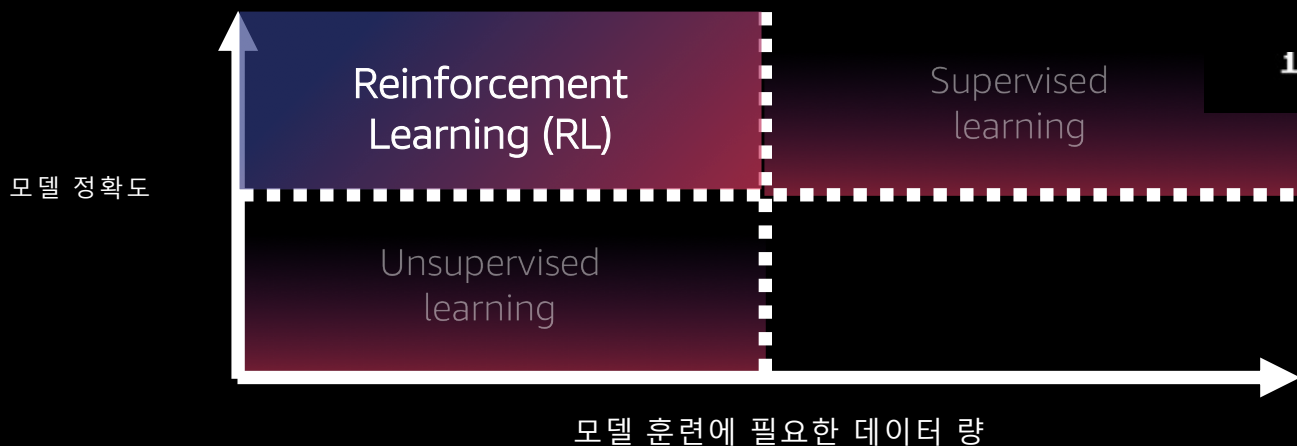 Reinforcement
Learning (RL)
Supervised
learning
1
모델 정확도
Unsupervised
learning
모델 훈련에 필요한 데이터 량